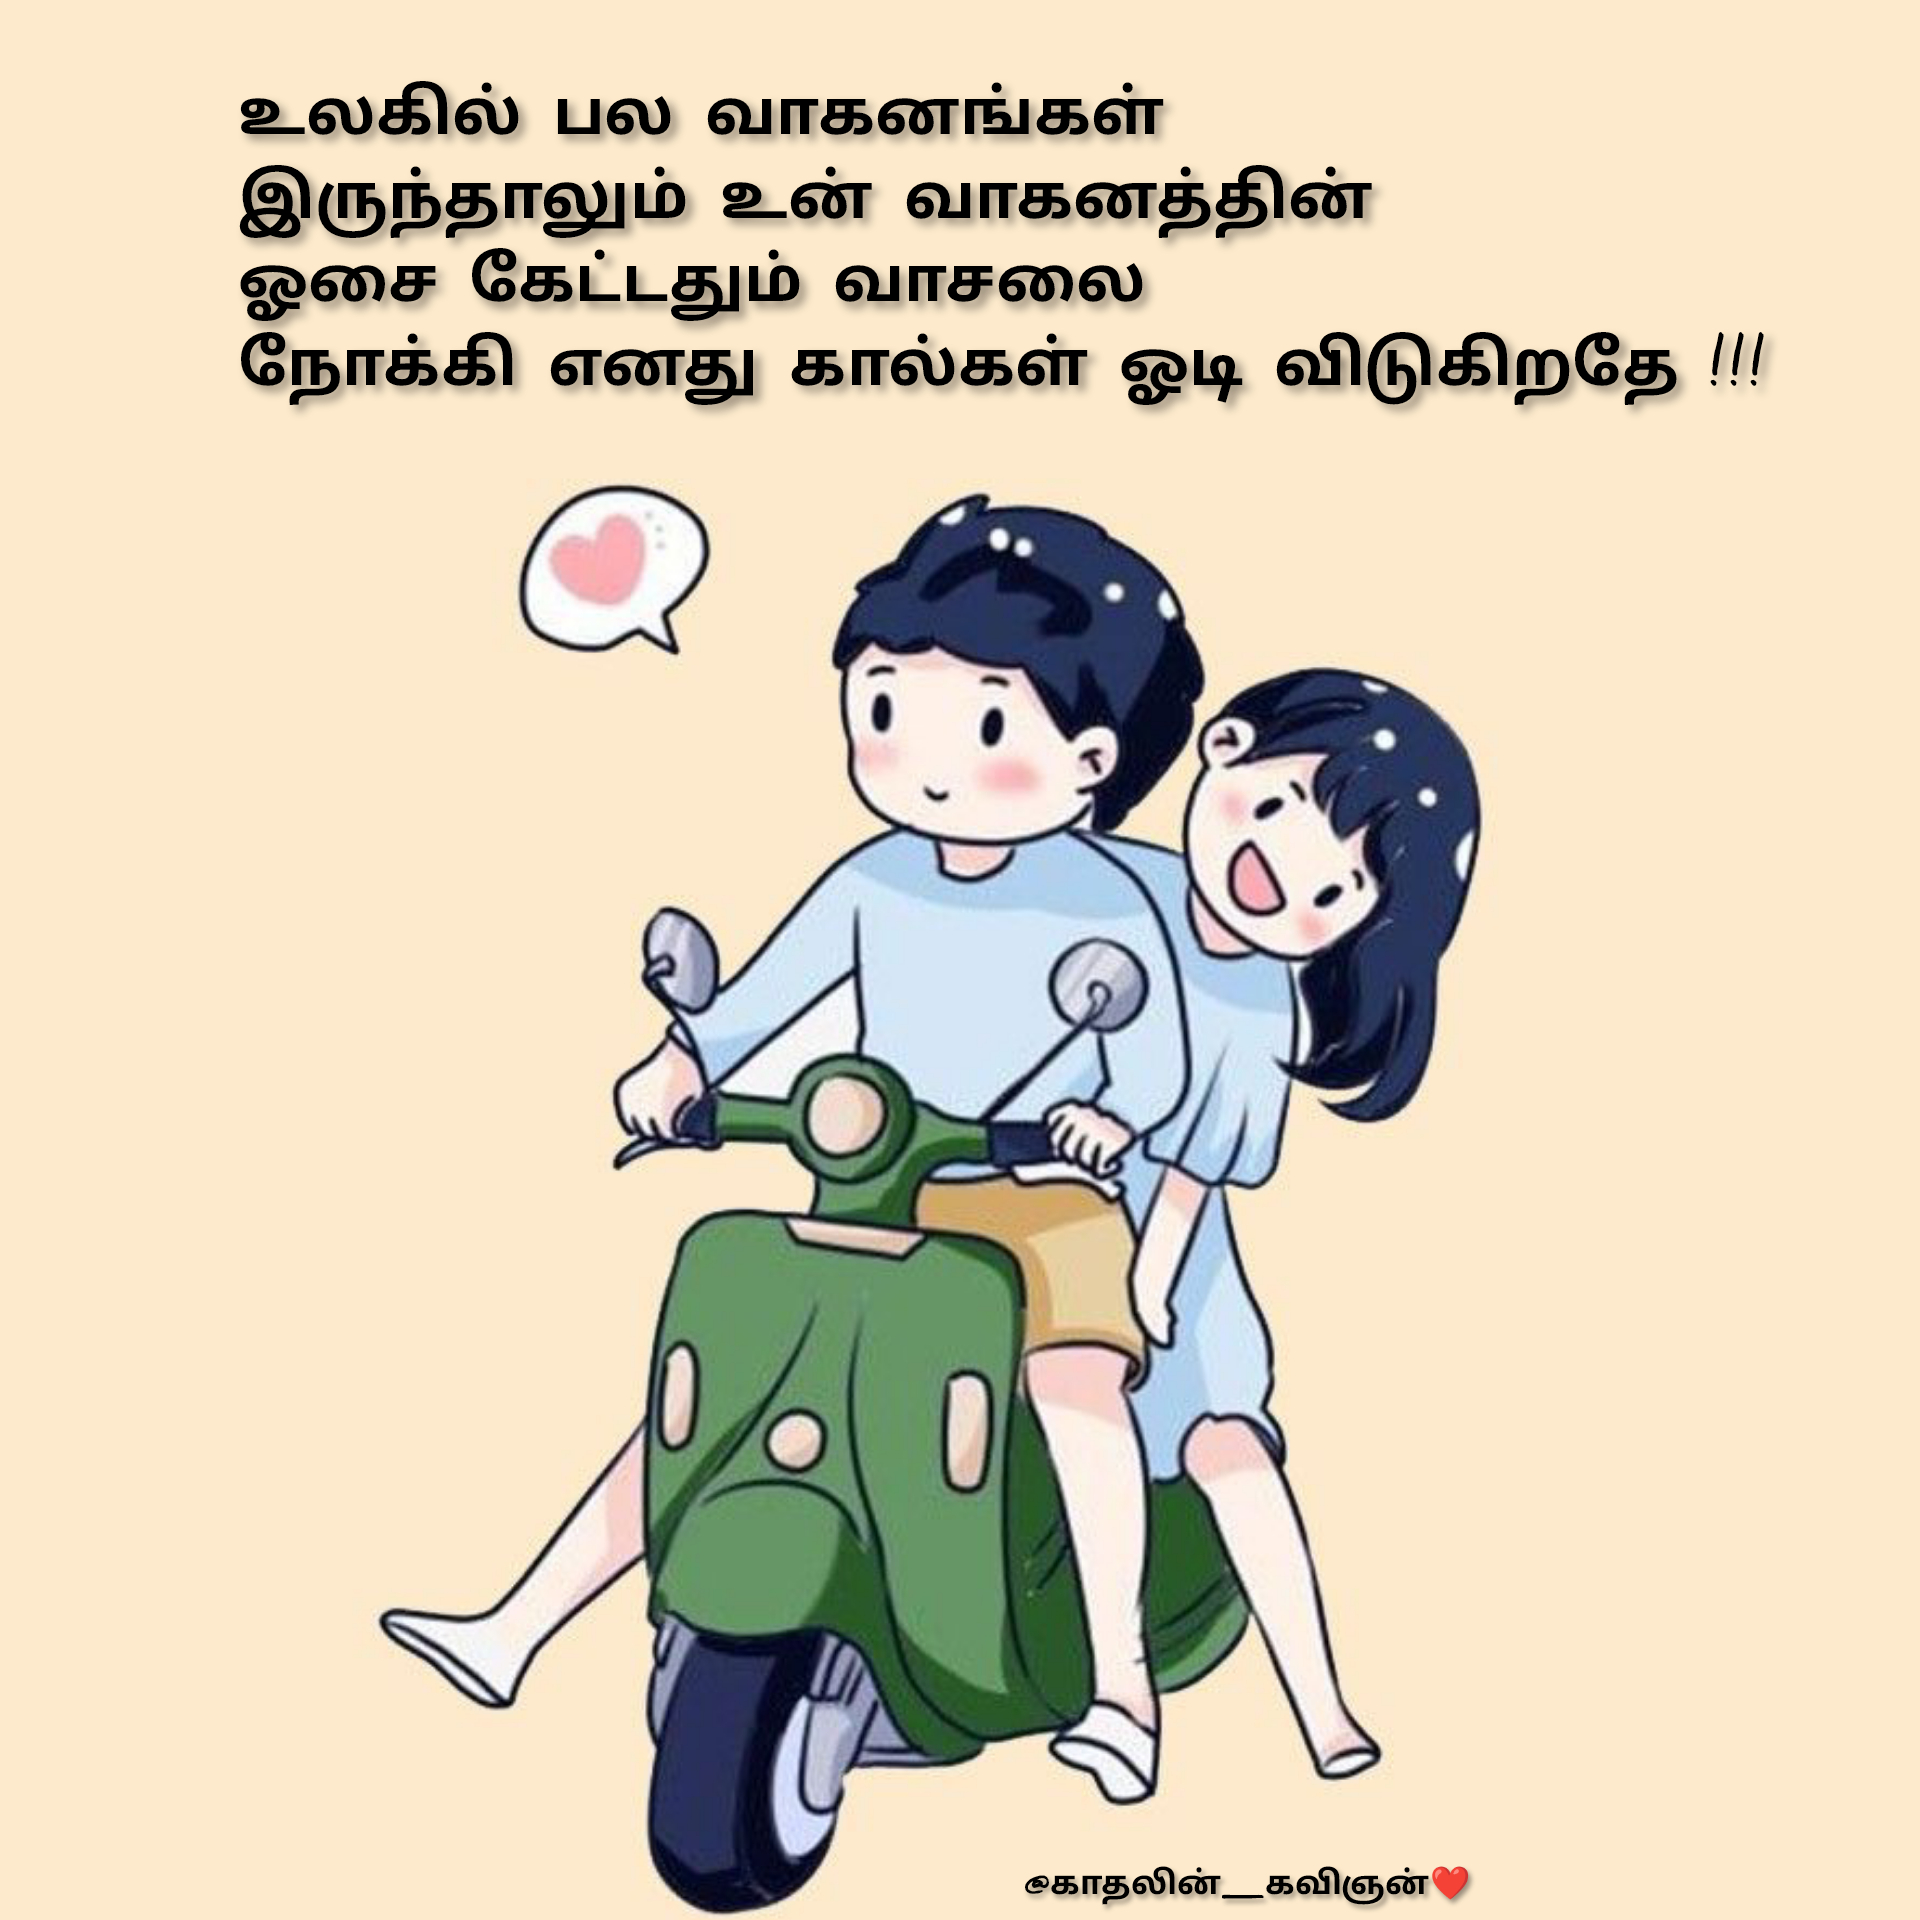 உலகில் பல வாகனங்கள்
இருந்தாலும் உன் வாகனத்தின்
ஓசை கேட்டதும் வாசலை
நோக்கி எனது கால்கள் ஓடி விடுகிறதே !!!
@காதலின்__கவிஞன்❤️